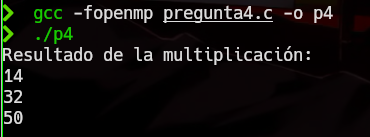 ❯ gcc -fopenmp pregunta4.c -o p4
❯ ./p4
Resultado de la multiplicación:
14
32
50